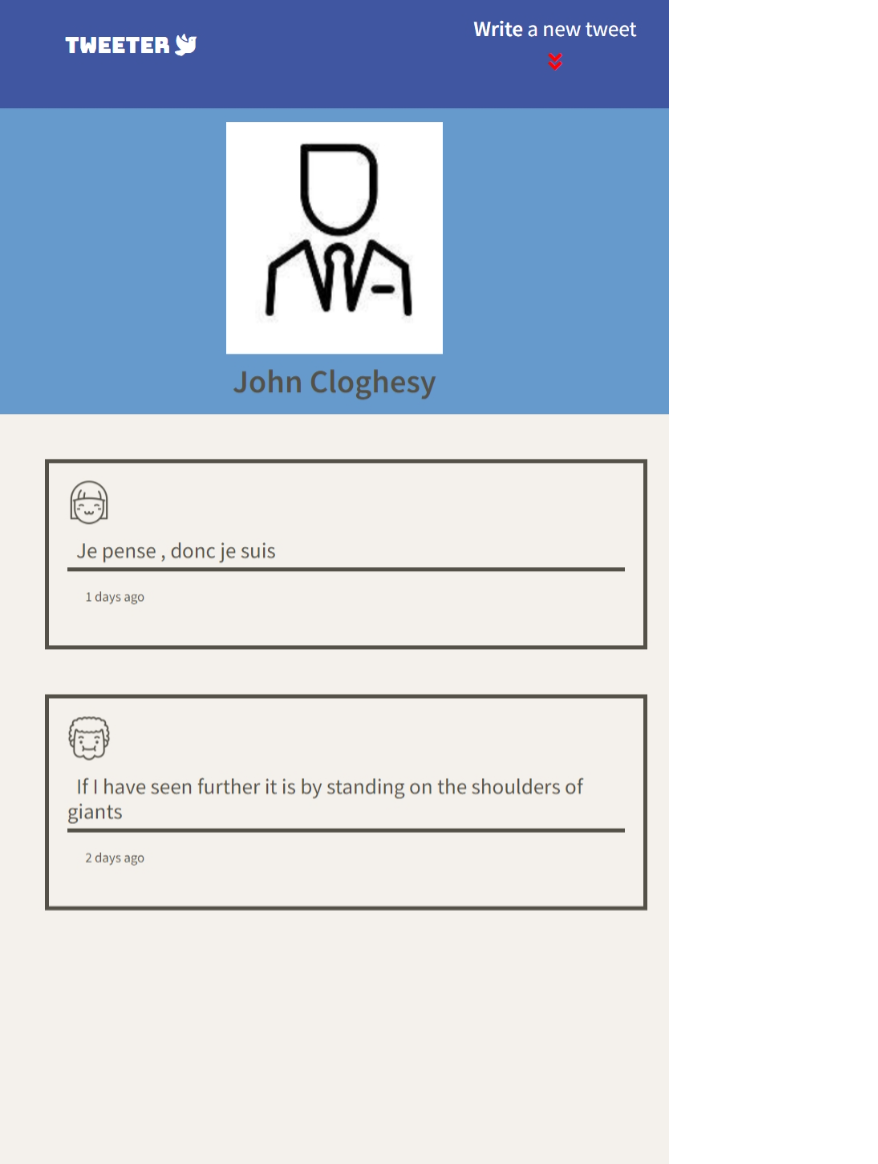 TWEETER
Write a new tweet
John Cloghesy
Je pense , donc je suis
1 days ago
If I have seen further it is by standing on the shoulders of
giants
2 days ago